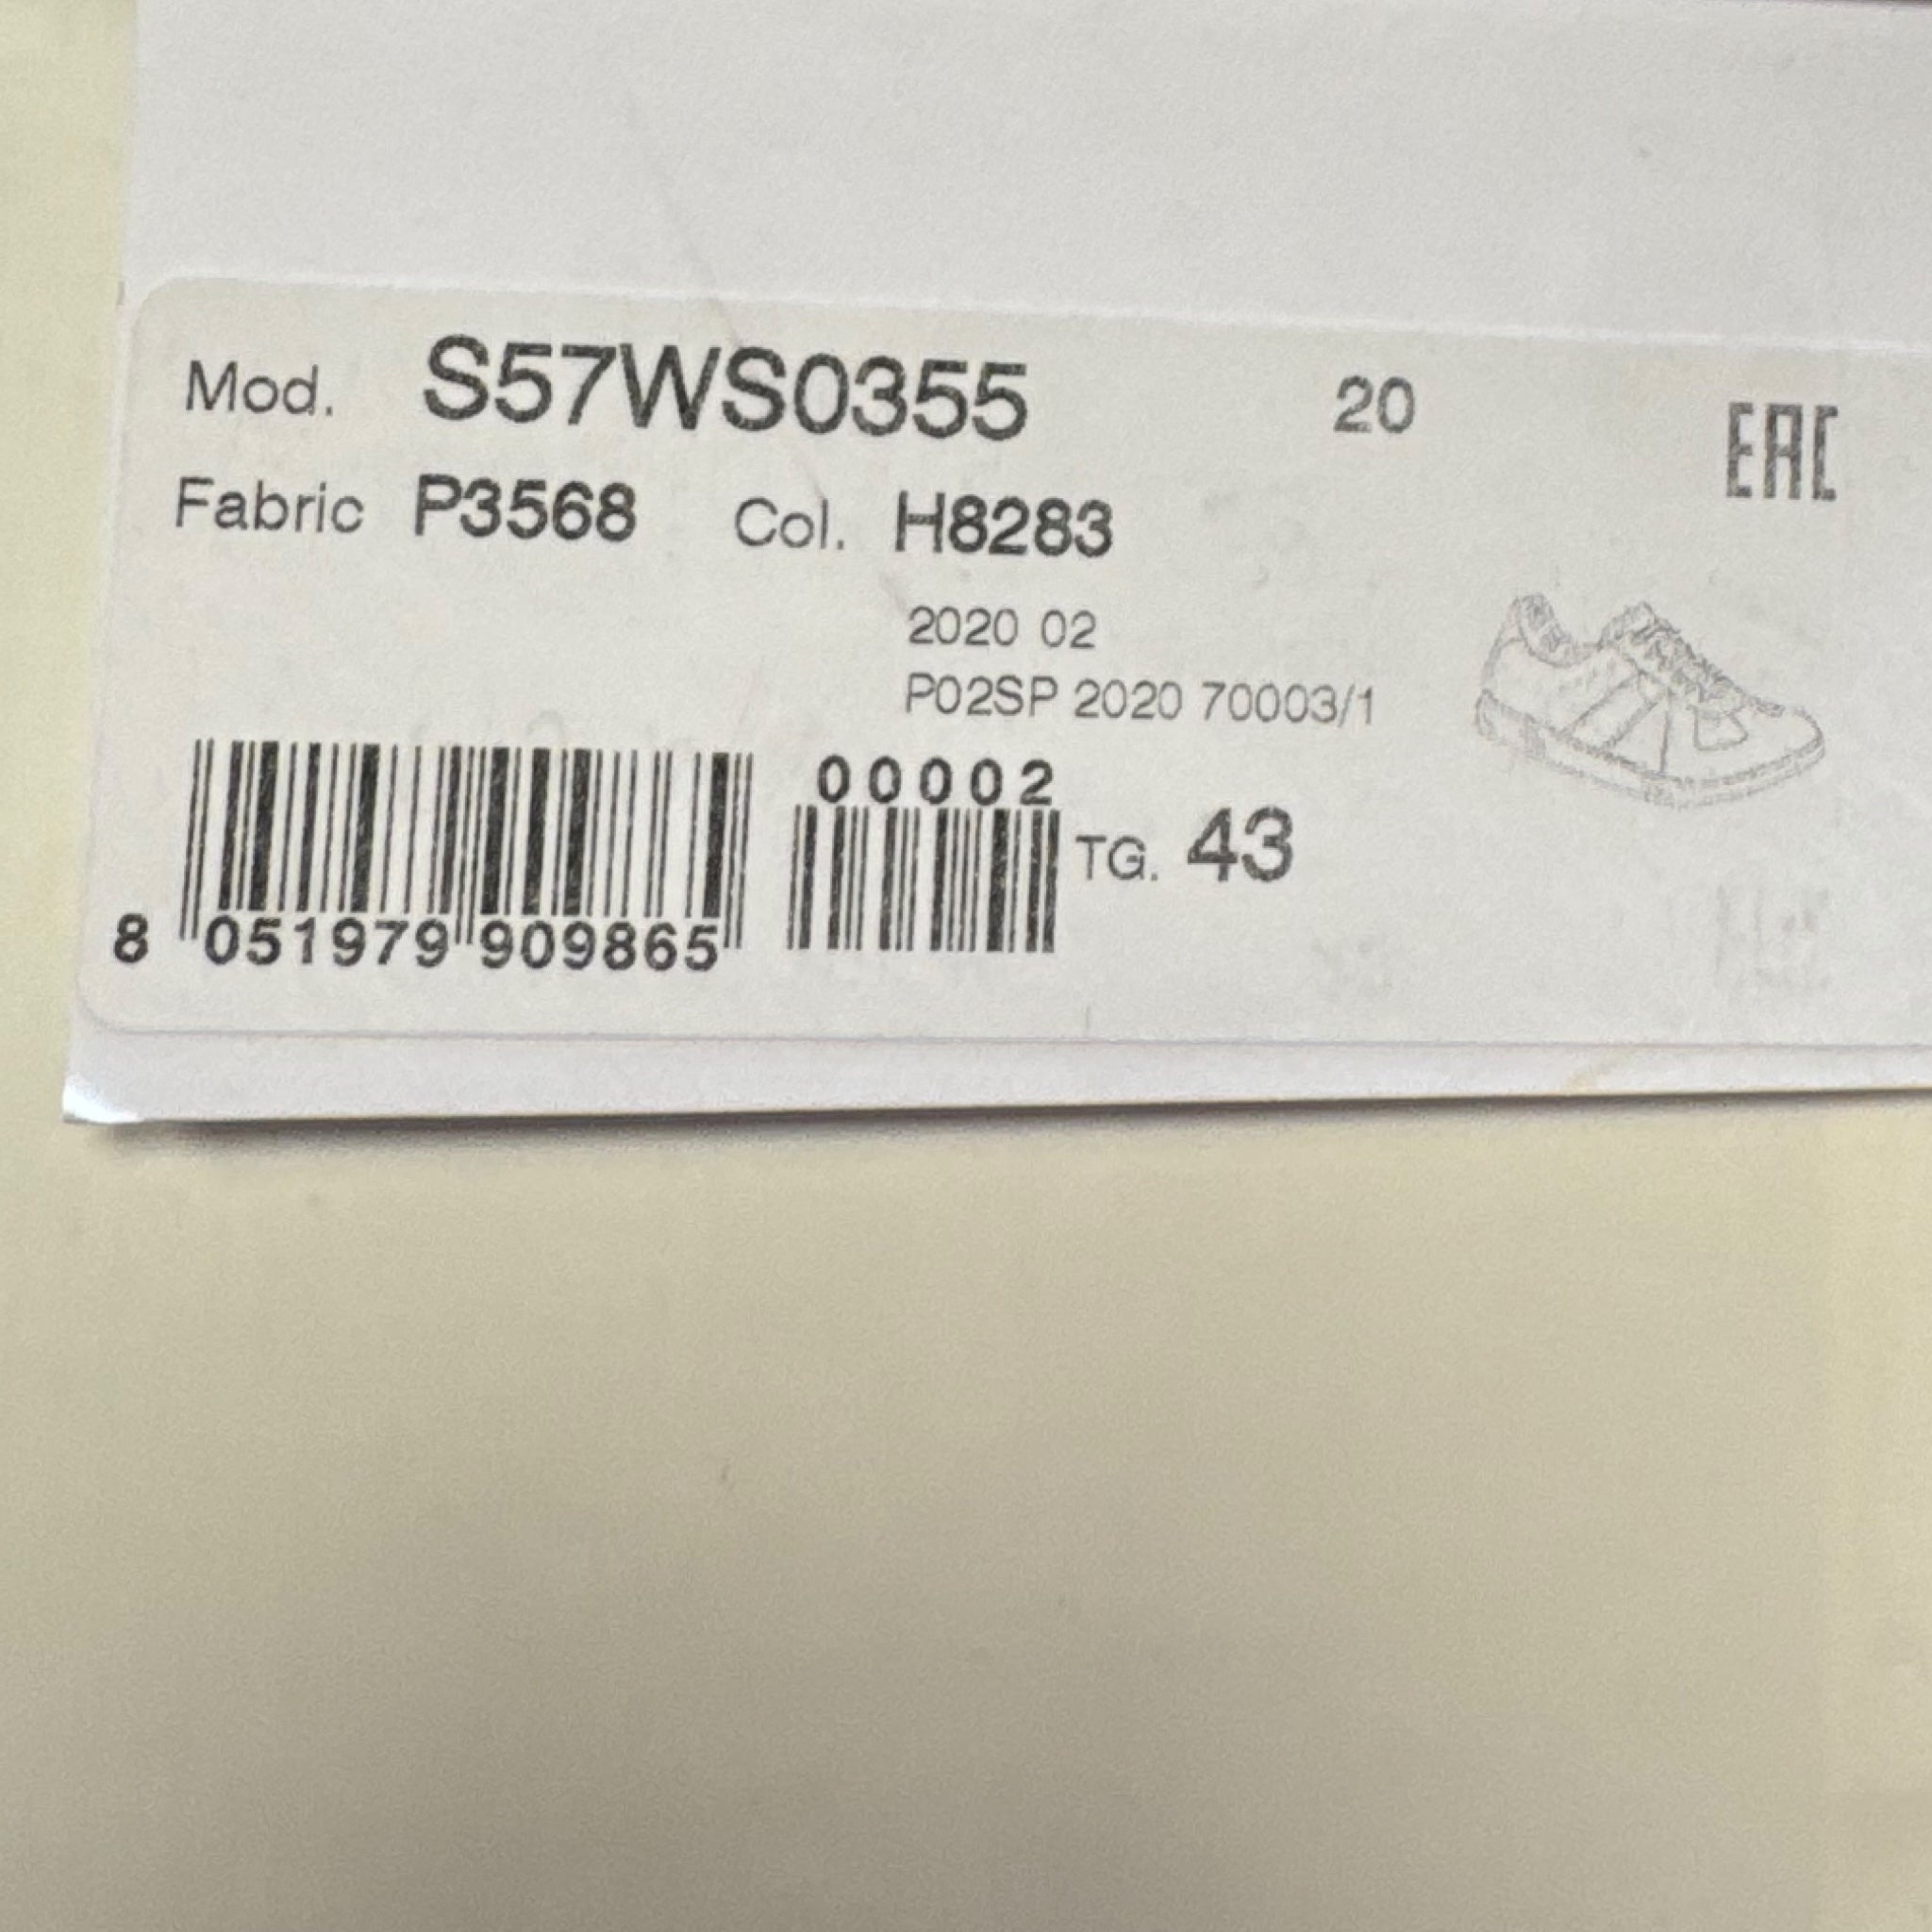 Mod. S57WS0355 20
EAC
Fabric P3568 Col. H8283
2020 02
P02SP 2020 70003/1
00002
TG. 43
8 051979 909865